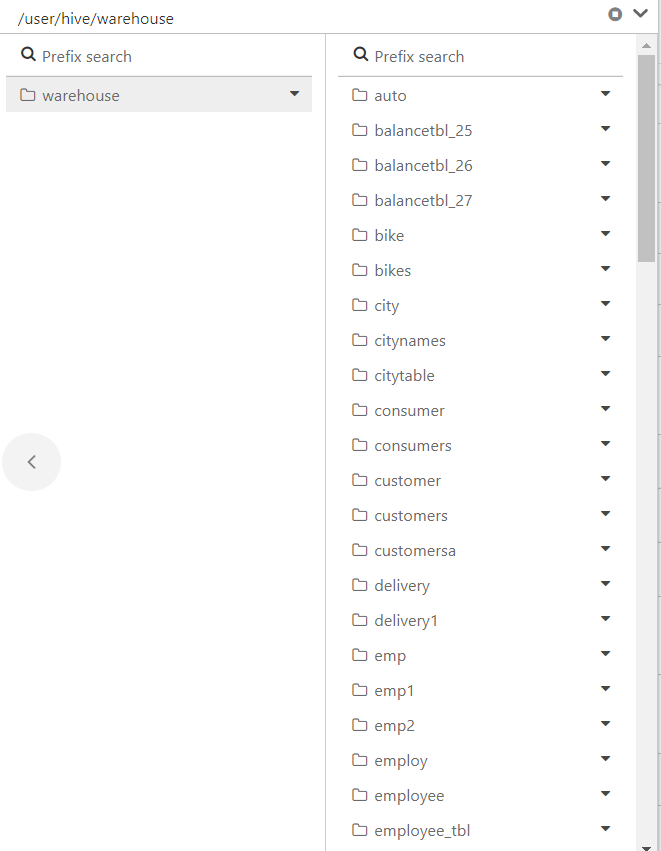 /user/hive/warehouse
Prefix search
warehouse
Prefix search
auto
balancetbl_25
balancetbl_26
balancetbl_27
bike
bikes
city
citynames
citytable
consumer
consumers
customer
customers
customersa
delivery
delivery1
emp
emp1
emp2
employ
employee
employee_tbl